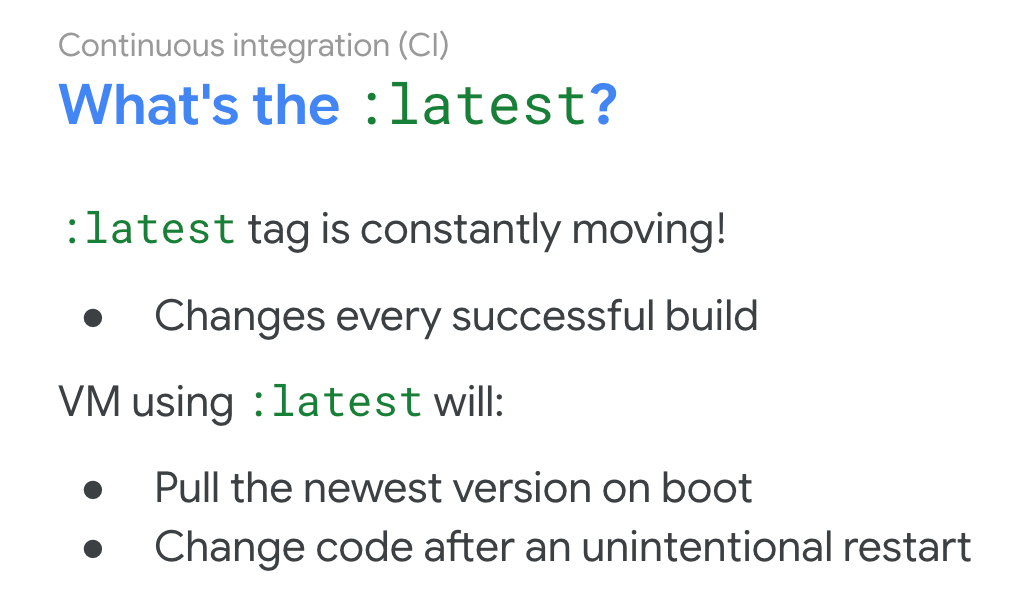 Continuous integration (CI)
What's the :latest?
:latest tag is constantly moving!
● Changes every successful build
VM using :latest will:
● Pull the newest version on boot
● Change code after an unintentional restart